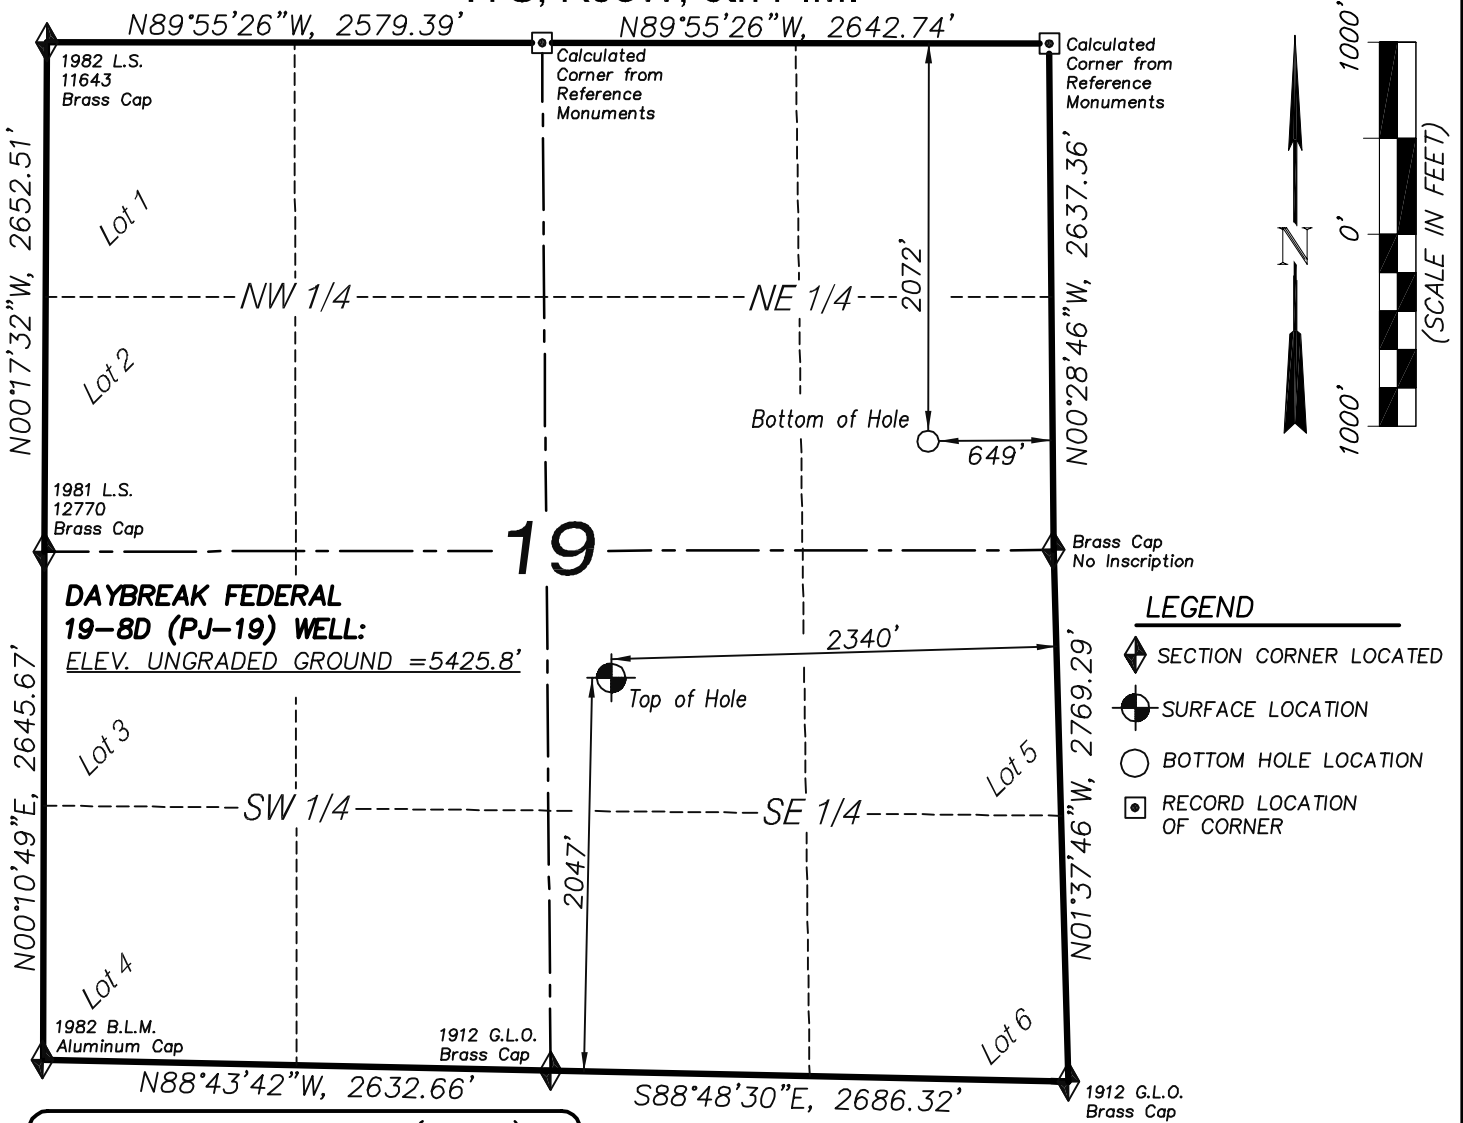 N89°55'26"W, 2579.39'
N89°55'26"W, 2642.74'
1982 L.S.
11643
Brass Cap
Calculated
Corner from
Reference
Monuments
Calculated
Corner from
Reference
Monuments
N00°17'32"W, 2652.51'
Lot 1
NW 1/4
NE 1/4
2072'
N00°28'46"W, 2637.36'
N
1000'
0'
1000'
(SCALE IN FEET)
Lot 2
Bottom of Hole
649'
1981 L.S.
12770
Brass Cap
19
Brass Cap
No Inscription
DAYBREAK FEDERAL
19-8D (PJ-19) WELL:
ELEV. UNGRADED GROUND =5425.8'
2340'
Top of Hole
LEGEND
SECTION CORNER LOCATED
SURFACE LOCATION
BOTTOM HOLE LOCATION
RECORD LOCATION
OF CORNER
N00°10'49"E, 2645.67'
Lot 3
Lot 5
SW 1/4
SE 1/4
2047'
N01°37'46"W, 2769.29'
Lot 4
Lot 6
1982 B.L.M.
Aluminum Cap
1912 G.L.O.
Brass Cap
N88°43'42"W, 2632.66'
S88°48'30"E, 2686.32'
1912 G.L.O.
Brass Cap